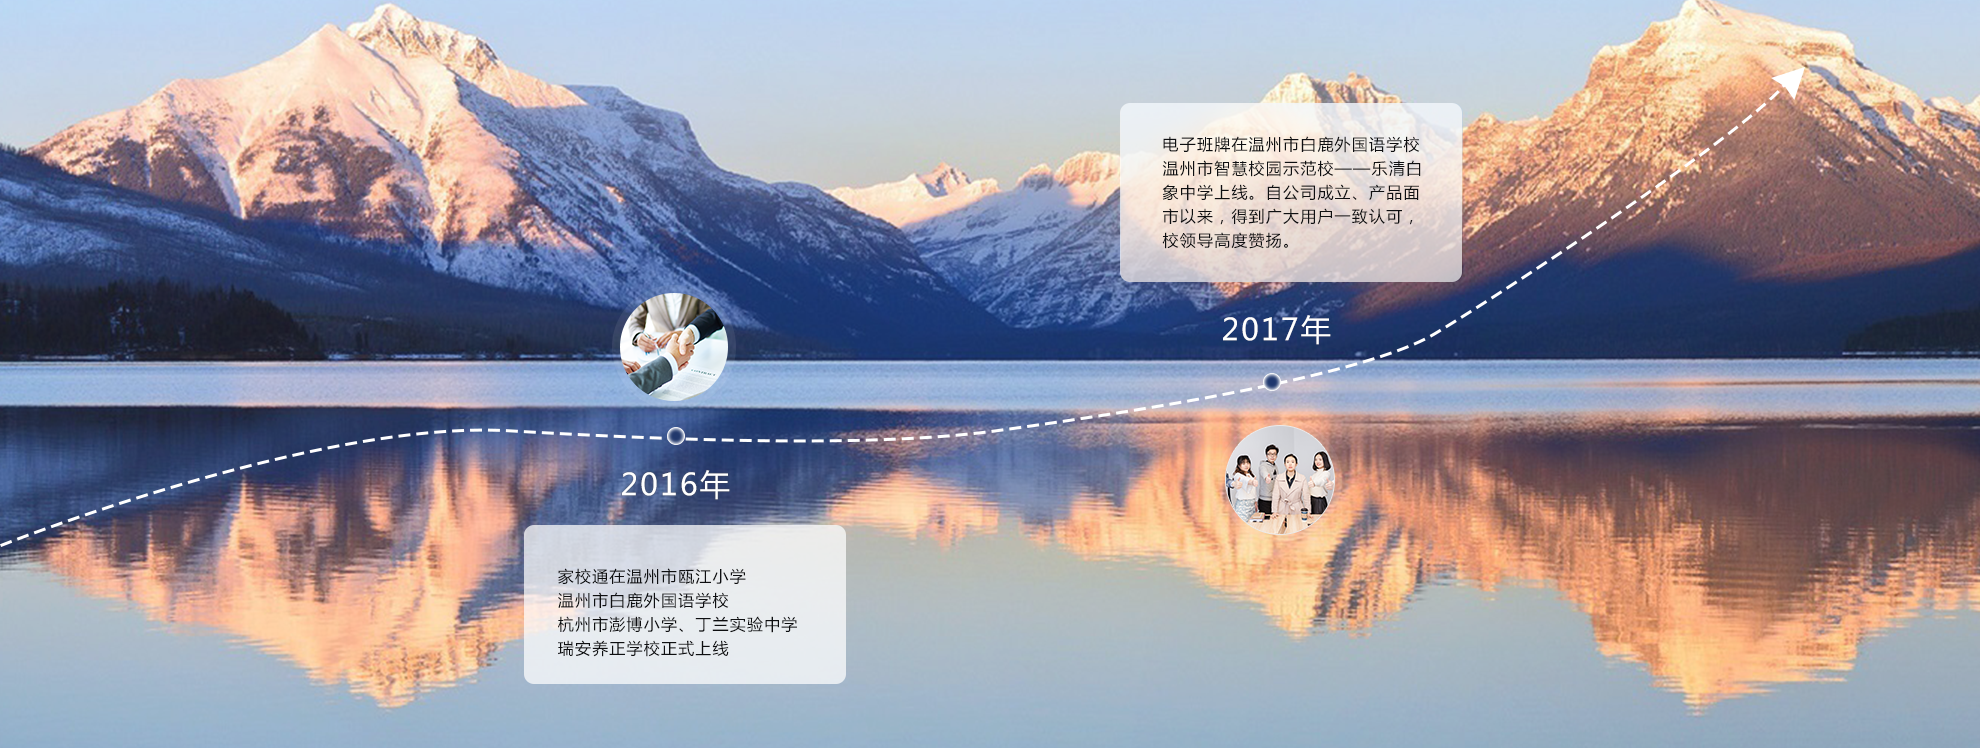 电子班牌在温州市白鹿外国语学校
温州市智慧校园示范校——乐清白
象中学上线。自公司成立、产品面
市以来，得到广大用户一致认可，
校领导高度赞扬。
2017年
2016年
家校通在温州市瓯江小学
温州市白鹿外国语学校
杭州市澎博小学、丁兰实验中学
瑞安养正学校正式上线